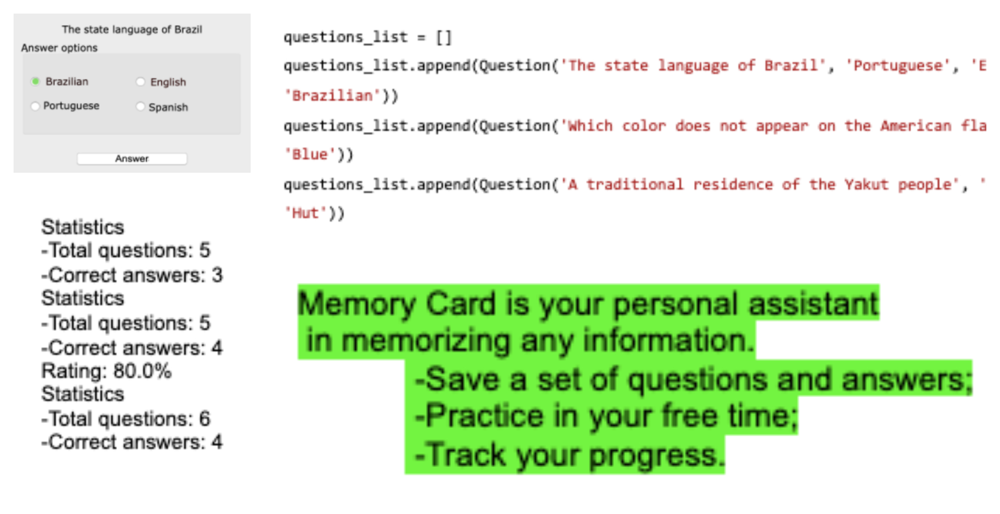 The state language of Brazil
Answer options
Brazilian
English
Portuguese
Spanish
Answer
questions_list = []
questions_list.append(Question('The state language of Brazil', 'Portuguese', 'E
'Brazilian'))
questions_list.append(Question('Which color does not appear on the American fla
'Blue'))
questions_list.append(Question('A traditional residence of the Yakut people', '
'Hut'))
Statistics
-Total questions: 5
-Correct answers: 3
Statistics
-Total questions: 5
-Correct answers: 4
Rating: 80.0%
Statistics
-Total questions: 6
-Correct answers: 4
Memory Card is your personal assistant
in memorizing any information.
-Save a set of questions and answers;
-Practice in your free time;
-Track your progress.